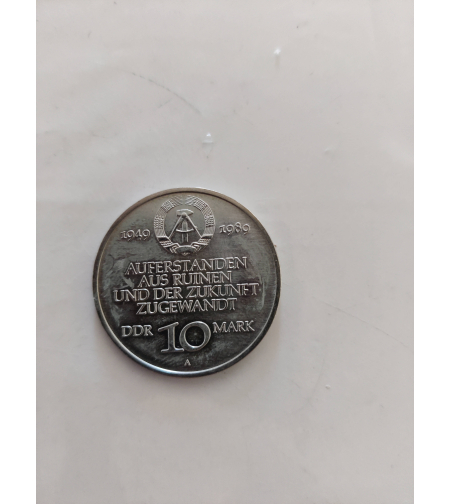 1949 1989
AUFERSTANDEN
AUS RUINEN
UND DER ZUKUNFT
ZUGEWANDT
DDR 10 MARK
A